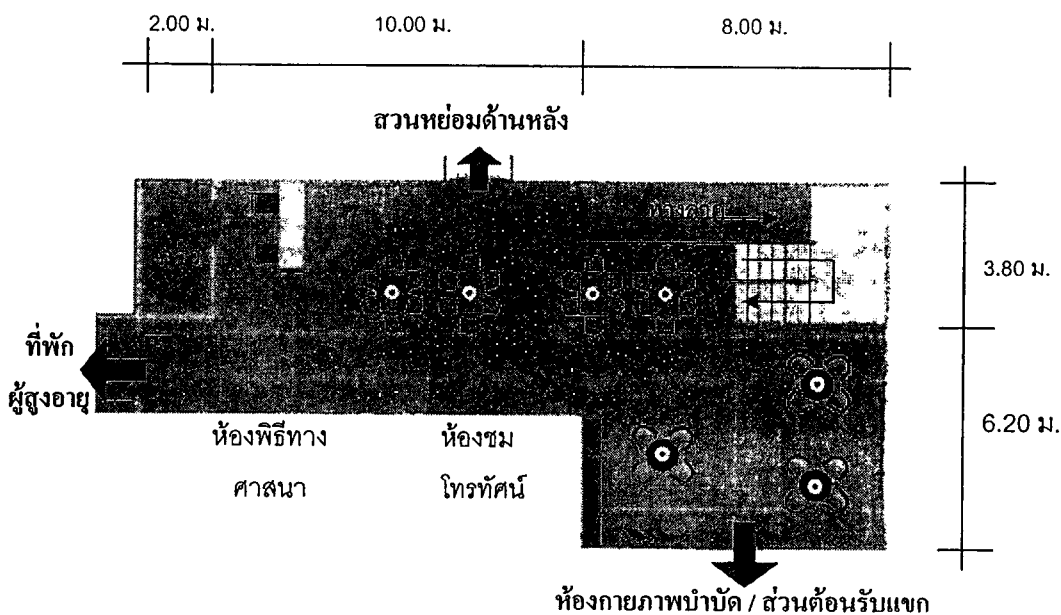 2.00 ม.
10.00 ม.
8.00 ม.
สวนหย่อมด้านหลัง
3.80 ม.
ที่พัก
ผู้สูงอายุ
6.20 ม.
ห้องพิธีทาง
ศาสนา
ห้องชม
โทรทัศน์
ห้องกายภาพบำบัด / ส่วนต้อนรับแขก